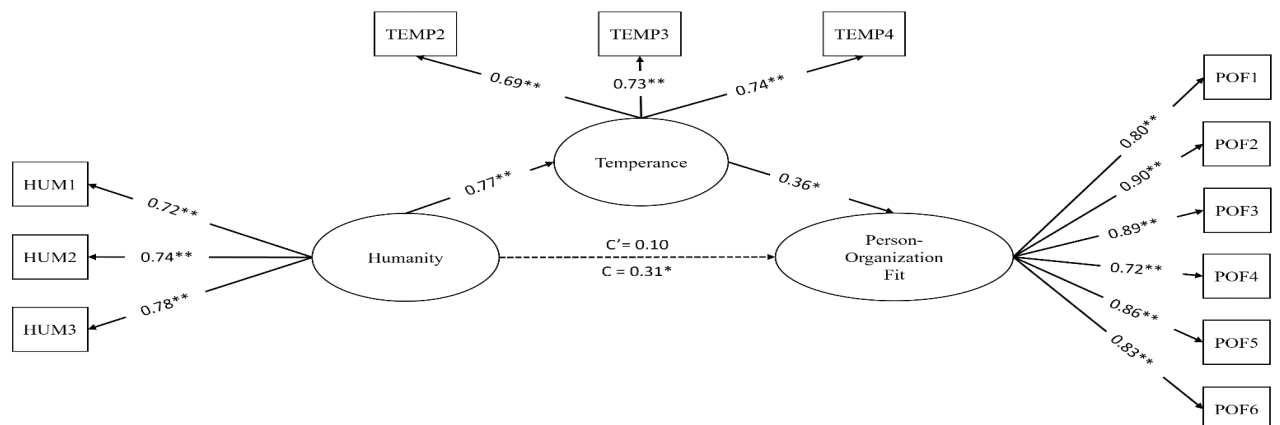 TEMP2
TEMP3
TEMP4
0.69**
0.73**
0.74**
POF1
POF2
POF3
POF4
POF5
POF6
0.80**
0.90**
0.89**
0.72**
0.86**
0.83**
Temperance
0.77**
0.36*
HUM1
HUM2
HUM3
0.72**
0.74**
0.78**
Humanity
C’= 0.10
C = 0.31*
Person-
Organization
Fit